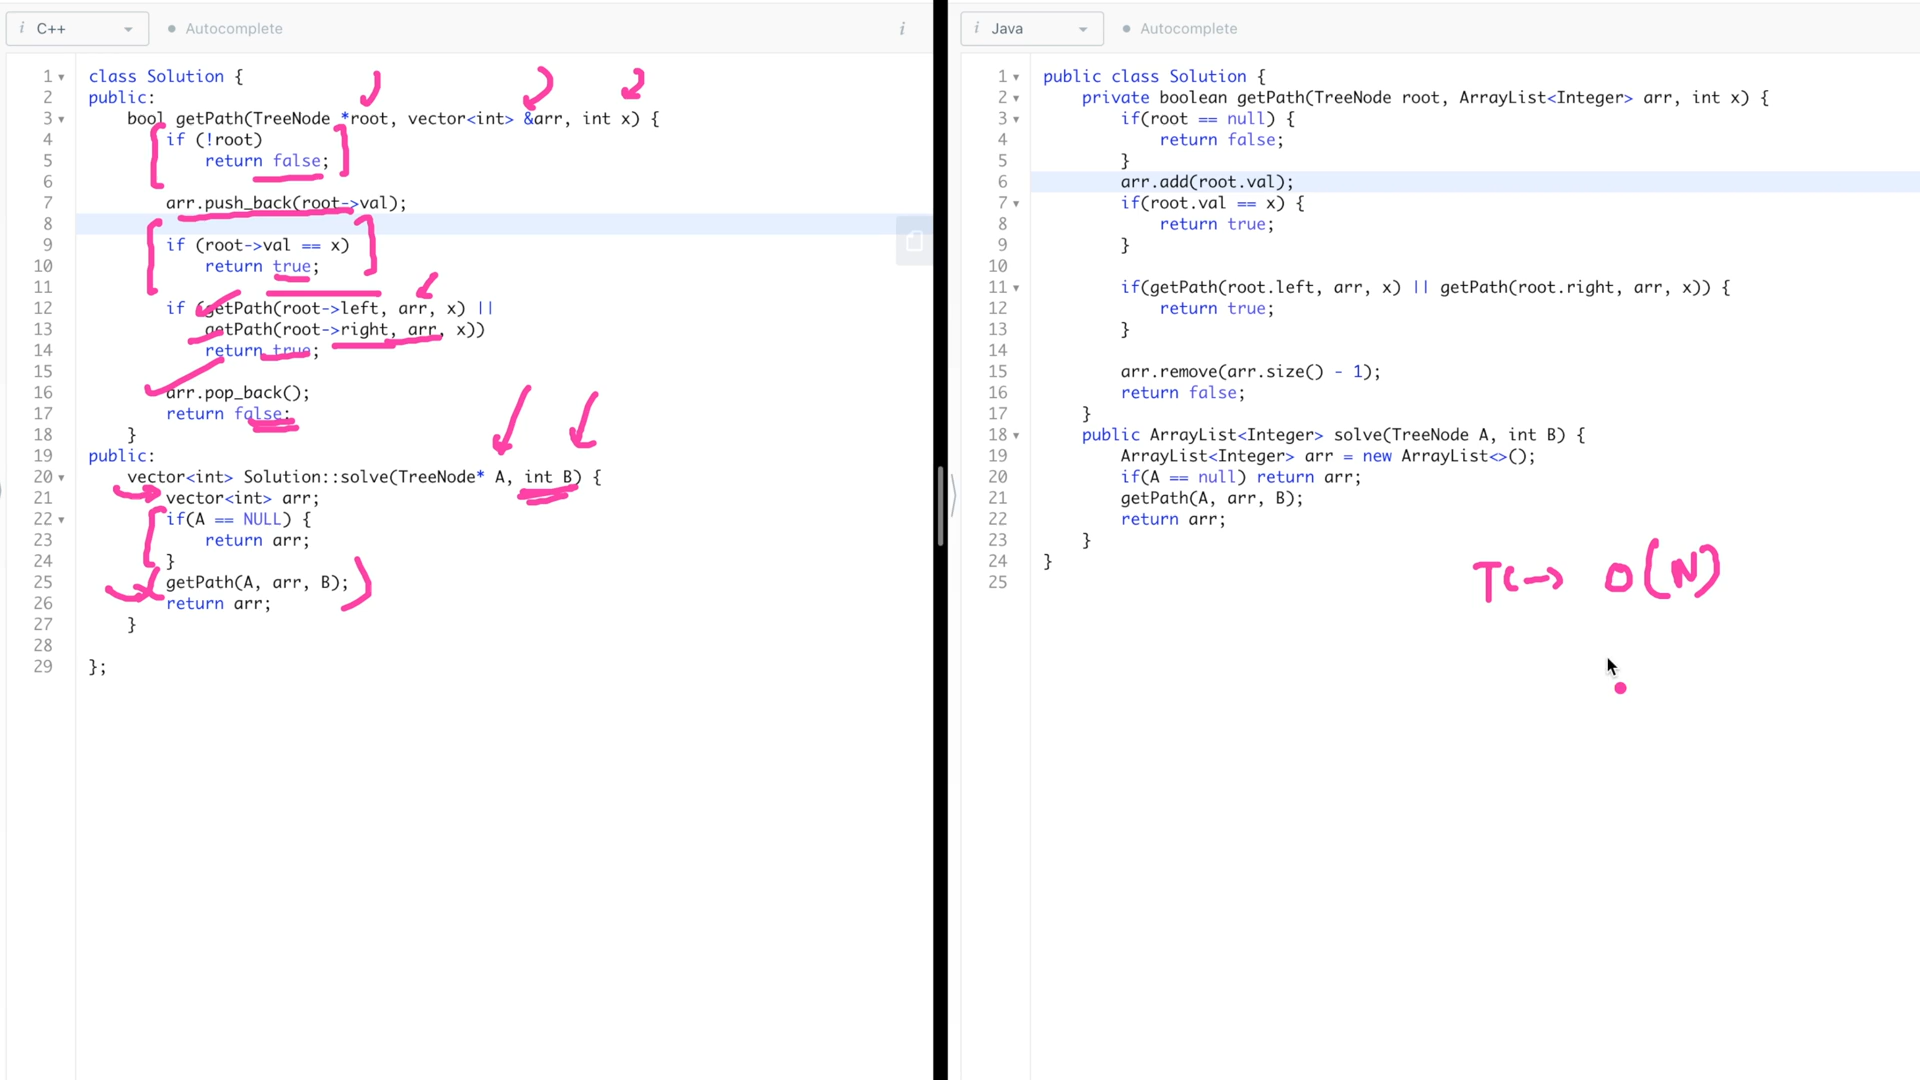 i C++ Autocomplete i
1 class Solution {
2 public:
3 bool getPath(TreeNode *root, vector<int> &arr, int x) {
4 if (!root)
5 return false;
6
7 arr.push_back(root->val);
8
9 if (root->val == x)
10 return true;
11
12 if (getPath(root->left, arr, x) ||
13 getPath(root->right, arr, x))
14 return true;
15
16 arr.pop_back();
17 return false;
18 }
19 public:
20 vector<int> Solution::solve(TreeNode* A, int B) {
21 vector<int> arr;
22 if(A == NULL) {
23 return arr;
24 }
25 getPath(A, arr, B);
26 return arr;
27 }
28
29 };
i Java Autocomplete
1 public class Solution {
2 private boolean getPath(TreeNode root, ArrayList<Integer> arr, int x) {
3 if(root == null) {
4 return false;
5 }
6 arr.add(root.val);
7 if(root.val == x) {
8 return true;
9 }
10
11 if(getPath(root.left, arr, x) || getPath(root.right, arr, x)) {
12 return true;
13 }
14
15 arr.remove(arr.size() - 1);
16 return false;
17 }
18 public ArrayList<Integer> solve(TreeNode A, int B) {
19 ArrayList<Integer> arr = new ArrayList<>();
20 if(A == null) return arr;
21 getPath(A, arr, B);
22 return arr;
23 }
24 }
25
TC → O(N)